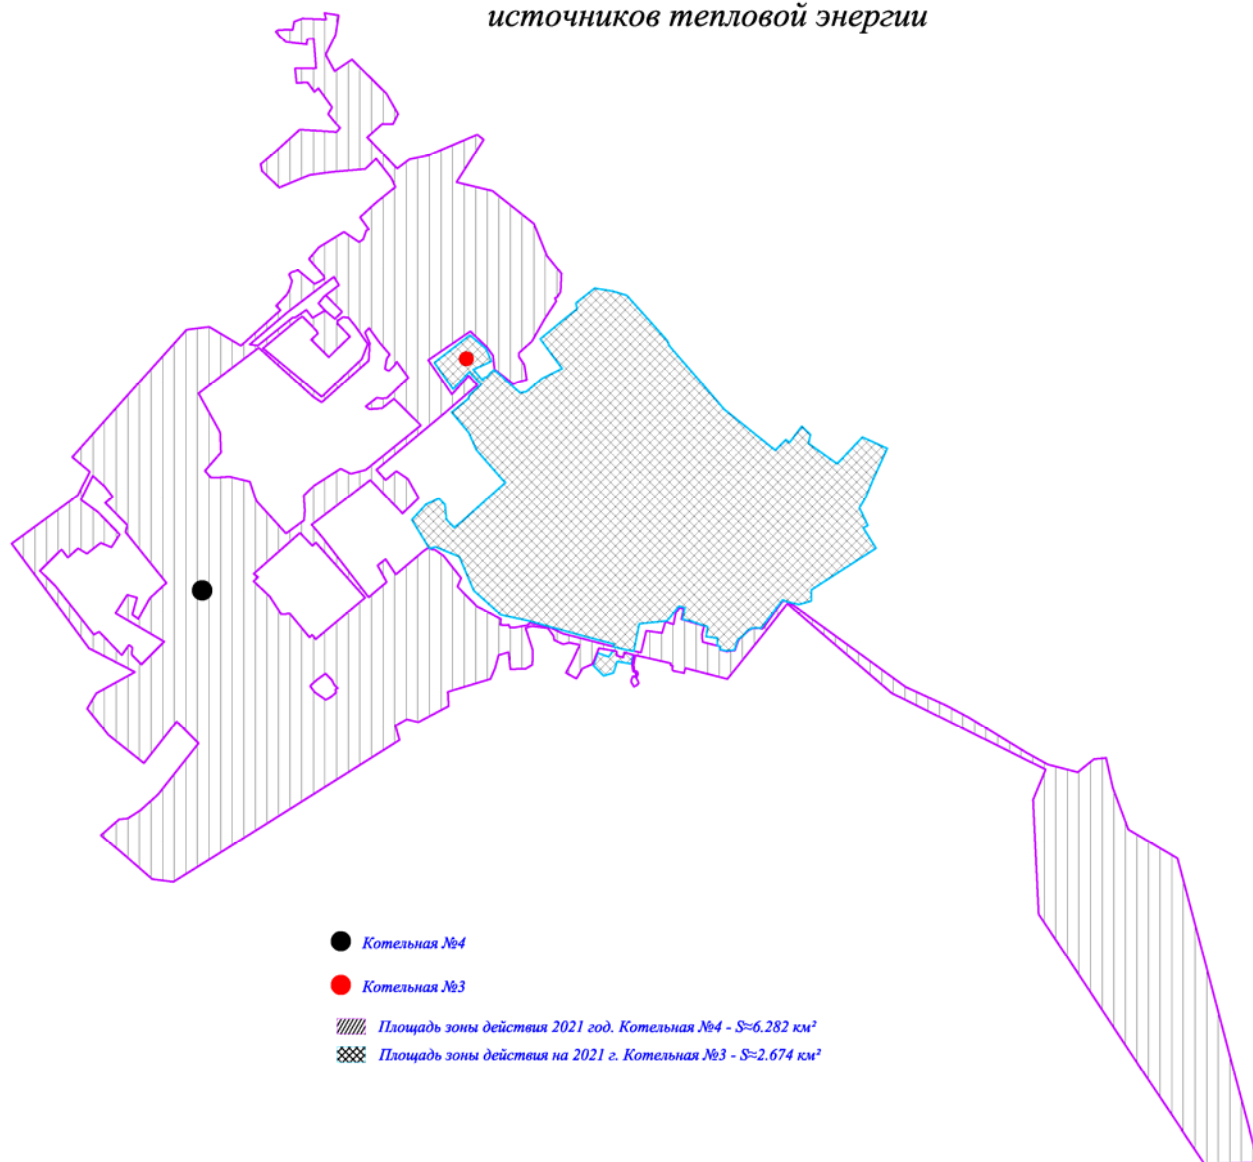 источников тепловой энергии
Котельная №4
Котельная №3
Площадь зоны действия 2021 год. Котельная №4 - S≈6.282 км²
Площадь зоны действия на 2021 г. Котельная №3 - S≈2.674 км²